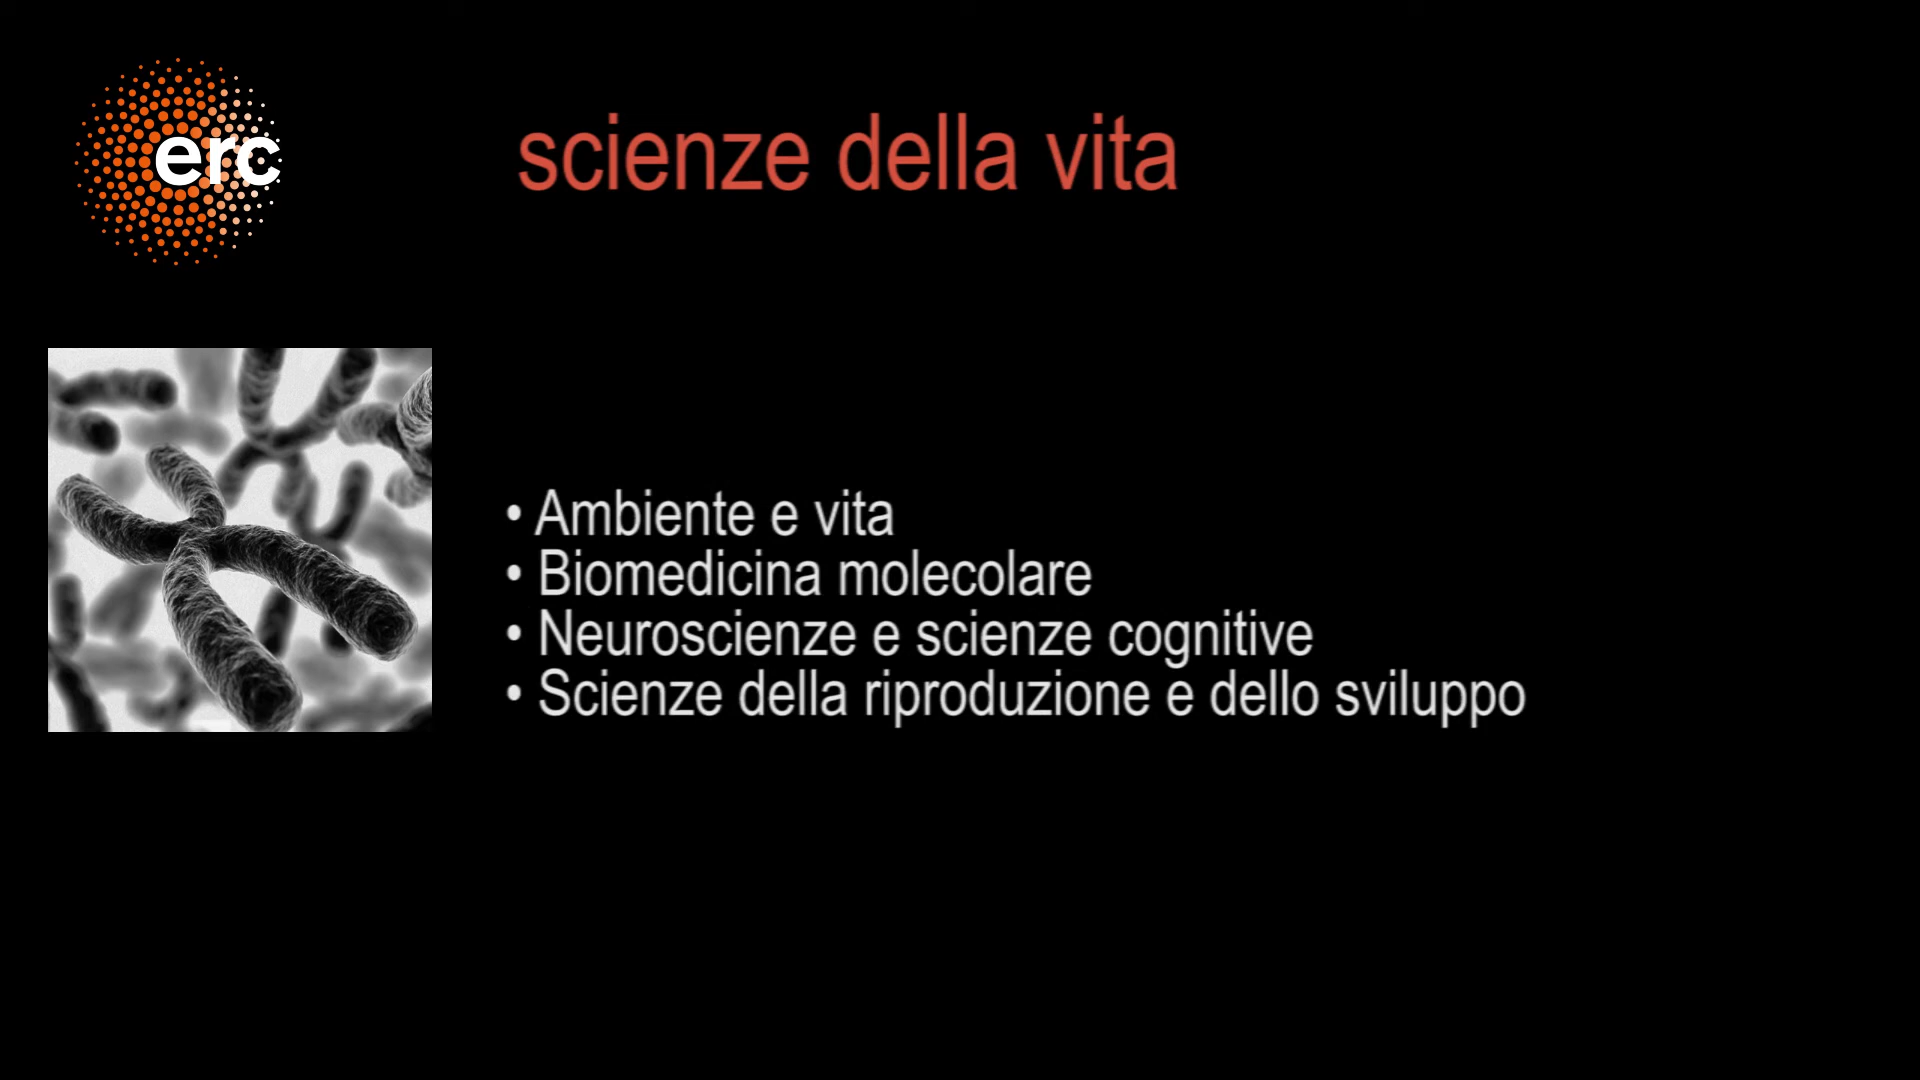 erc
scienze della vita
• Ambiente e vita
• Biomedicina molecolare
• Neuroscienze e scienze cognitive
• Scienze della riproduzione e dello sviluppo